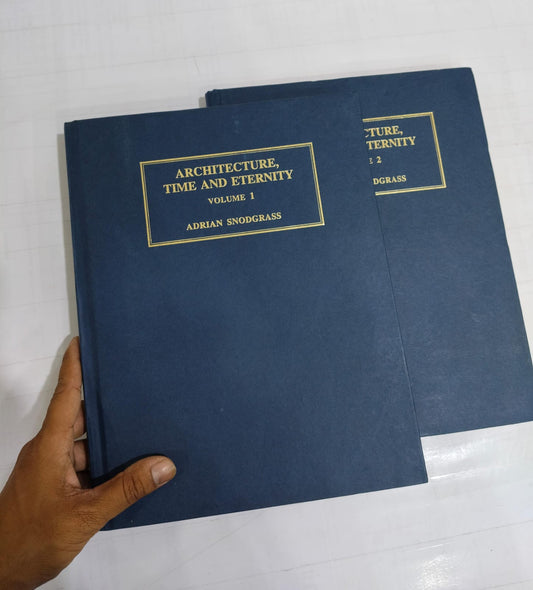 ARCHITECTURE,
TIME AND ETERNITY
VOLUME 1
ADRIAN SNODGRASS
CTURE,
TERNITY
E 2
DGRASS